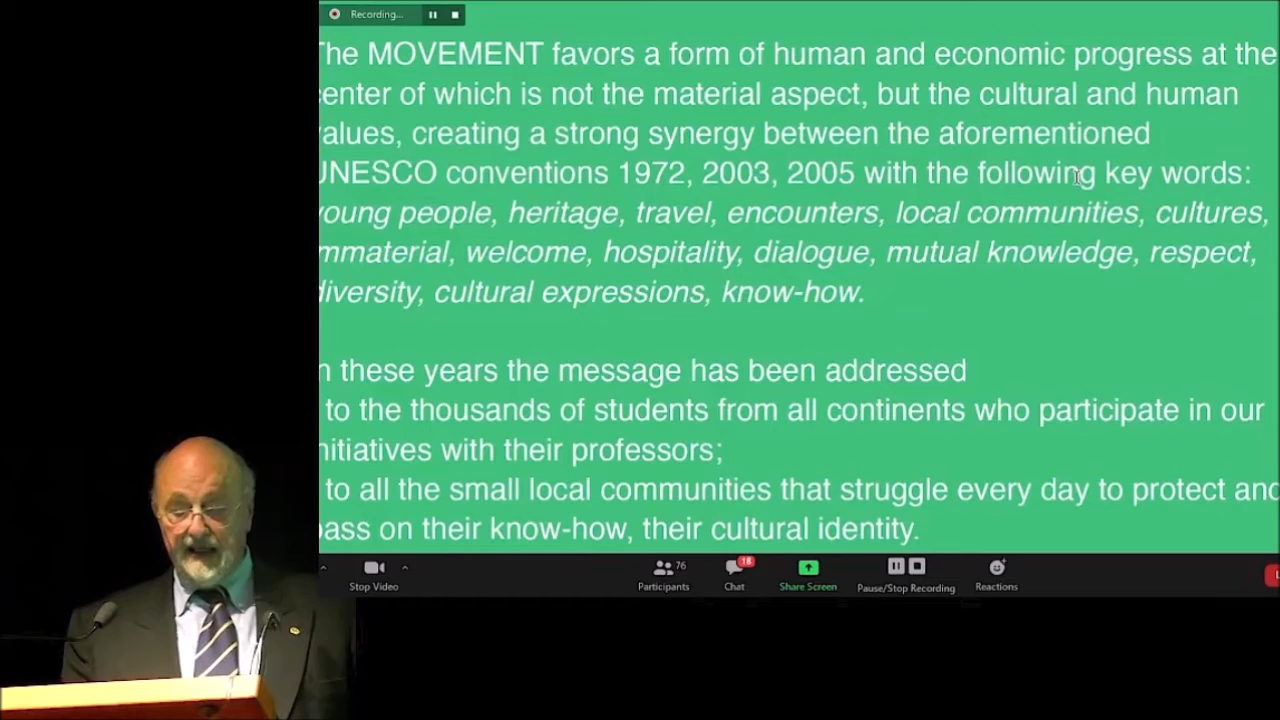 Recording...
The MOVEMENT favors a form of human and economic progress at the
center of which is not the material aspect, but the cultural and human
values, creating a strong synergy between the aforementioned
UNESCO conventions 1972, 2003, 2005 with the following key words:
young people, heritage, travel, encounters, local communities, cultures,
immaterial, welcome, hospitality, dialogue, mutual knowledge, respect,
diversity, cultural expressions, know-how.
In these years the message has been addressed
to the thousands of students from all continents who participate in our
initiatives with their professors;
to all the small local communities that struggle every day to protect and
pass on their know-how, their cultural identity.
76
18
Stop Video
Participants
Chat
Share Screen
Pause/Stop Recording
Reactions